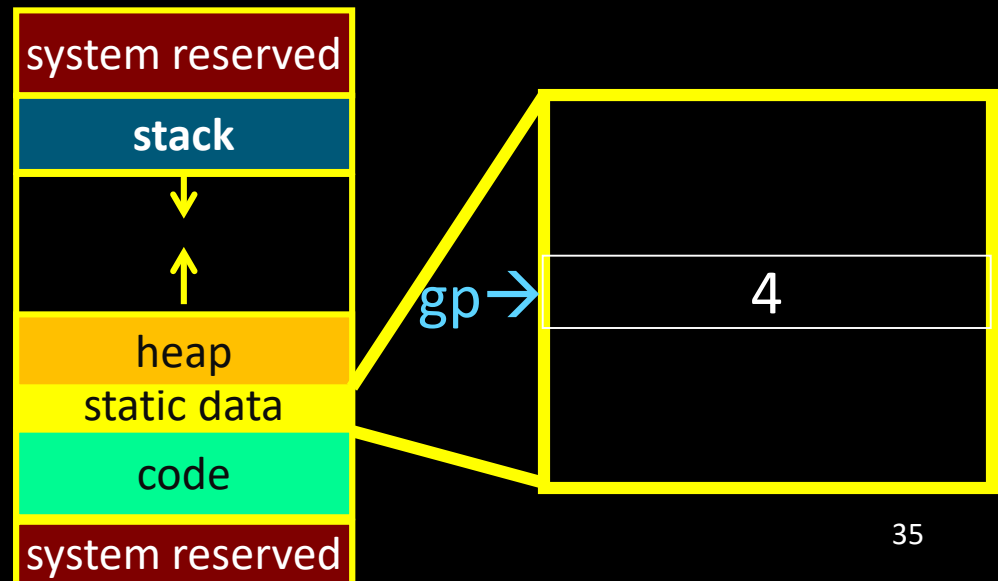 system reserved
stack
heap
static data
code
system reserved
gp→
4
35